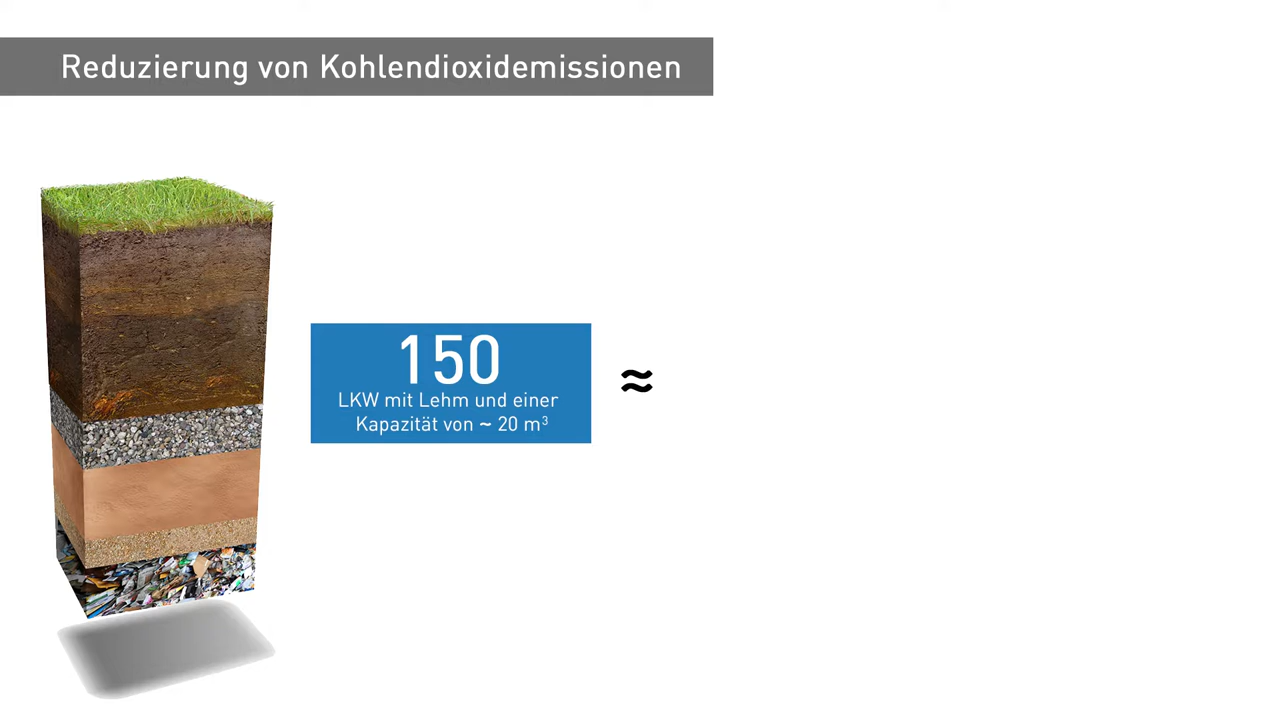 Reduzierung von Kohlendioxidemissionen
150
LKW mit Lehm und einer
Kapazität von ~ 20 m³
≈